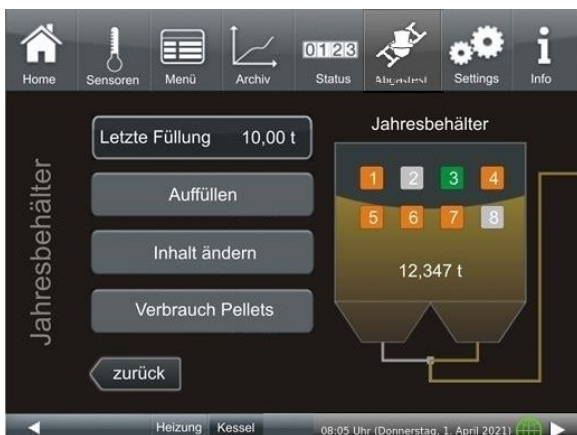 0123
Home Sensoren Menü Archiv Status Abgastest Settings Info
Jahresbehälter
Letzte Füllung 10,00 t
Auffüllen
Inhalt ändern
Verbrauch Pellets
zurück
Jahresbehälter
1 2 3 4
5 6 7 8
12,347 t
Heizung Kessel 08:05 Uhr (Donnerstag, 1. April 2021)